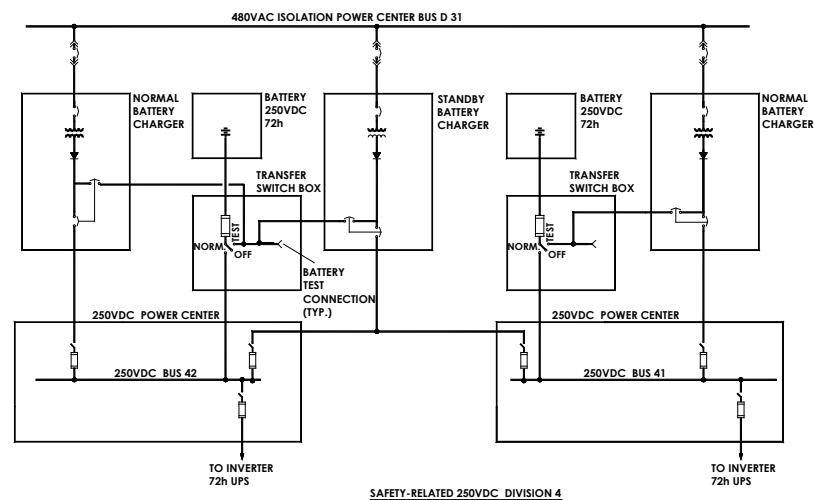 480VAC ISOLATION POWER CENTER BUS D 31
NORMAL
BATTERY
CHARGER
BATTERY
250VDC
72h
STANDBY
BATTERY
CHARGER
BATTERY
250VDC
72h
NORMAL
BATTERY
CHARGER
TRANSFER
SWITCH BOX
TRANSFER
SWITCH BOX
TEST
NORM.
OFF
TEST
NORM.
OFF
BATTERY
TEST
CONNECTION
(TYP.)
250VDC POWER CENTER
250VDC POWER CENTER
250VDC BUS 42
250VDC BUS 41
TO INVERTER
72h UPS
TO INVERTER
72h UPS
SAFETY-RELATED 250VDC DIVISION 4